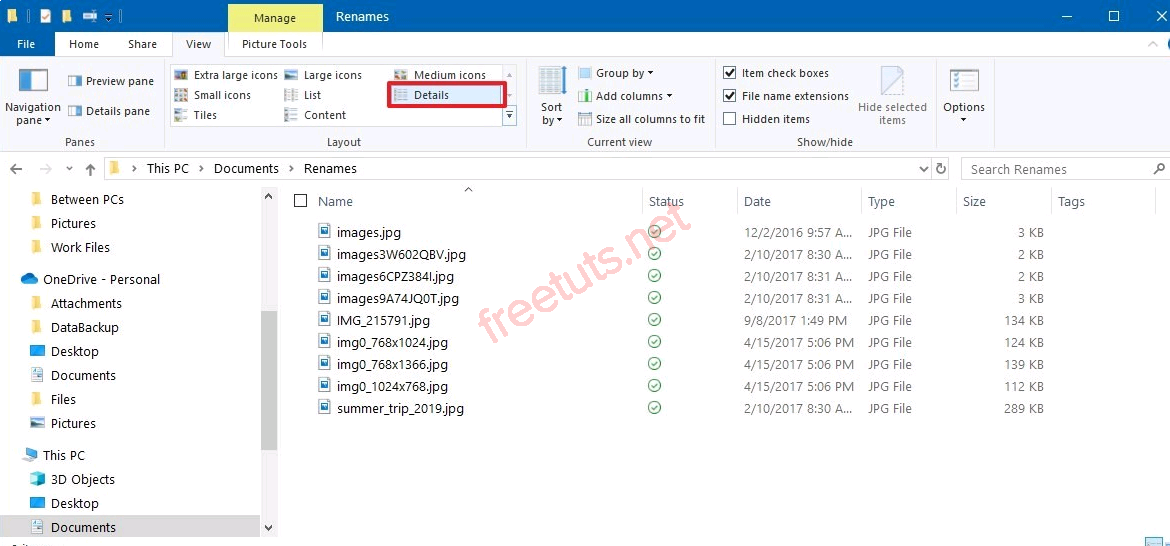 Manage Renames
File Home Share View Picture Tools
Extra large icons Large icons Medium icons
Small icons List Details
Tiles Content
Navigation pane
Preview pane
Details pane
Panes
Layout
Sort by
Group by
Add columns
Size all columns to fit
Current view
Item check boxes
File name extensions
Hidden items
Hide selected items
Show/hide
Options
This PC Documents Renames
Search Renames
Between PCs
Pictures
Work Files
OneDrive - Personal
Attachments
DataBackup
Desktop
Documents
Files
Pictures
This PC
3D Objects
Desktop
Documents
Name Status Date Type Size Tags
images.jpg 12/2/2016 9:57 A... JPG File 3 KB
images3W602QBV.jpg 2/10/2017 8:30 A... JPG File 2 KB
images6CPZ384I.jpg 2/10/2017 8:31 A... JPG File 2 KB
images9A74JQ0T.jpg 2/10/2017 8:31 A... JPG File 3 KB
IMG_215791.jpg 9/8/2017 1:49 PM JPG File 134 KB
img0_768x1024.jpg 4/15/2017 5:06 PM JPG File 124 KB
img0_768x1366.jpg 4/15/2017 5:06 PM JPG File 139 KB
img0_1024x768.jpg 4/15/2017 5:06 PM JPG File 112 KB
summer_trip_2019.jpg 2/10/2017 8:30 A... JPG File 289 KB
freetuts.net